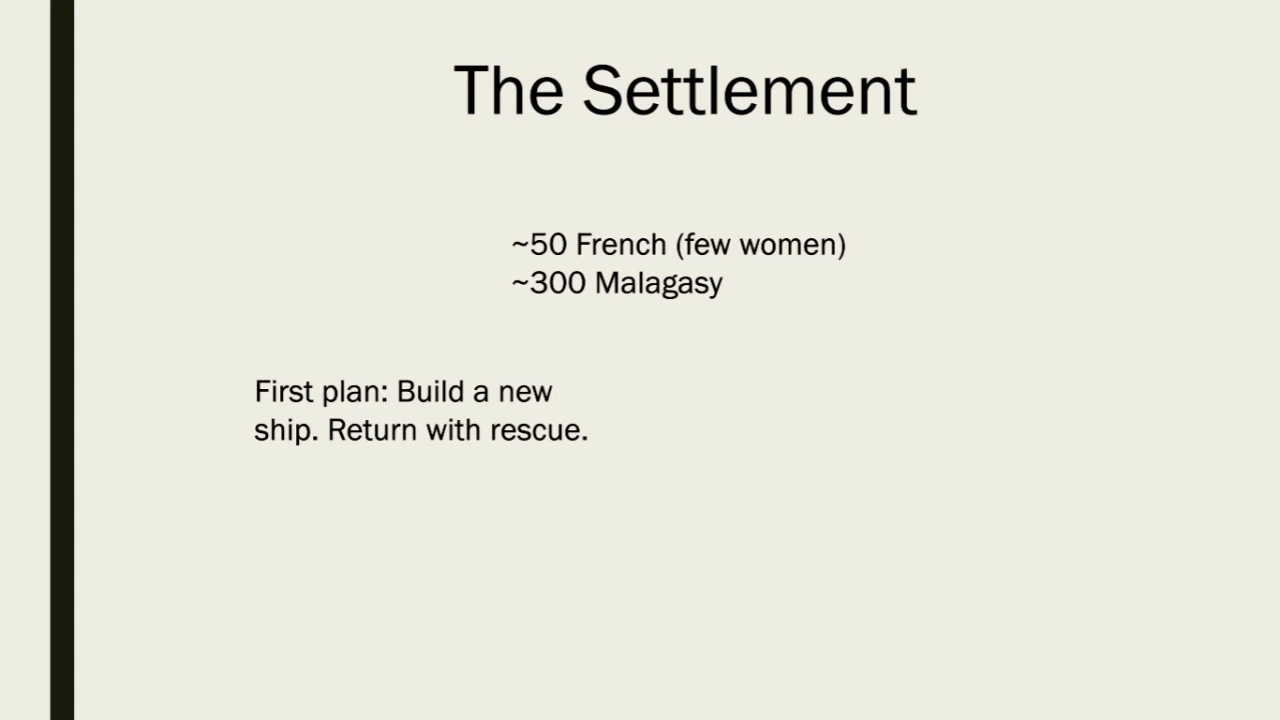 The Settlement
~50 French (few women)
~300 Malagasy
First plan: Build a new
ship. Return with rescue.